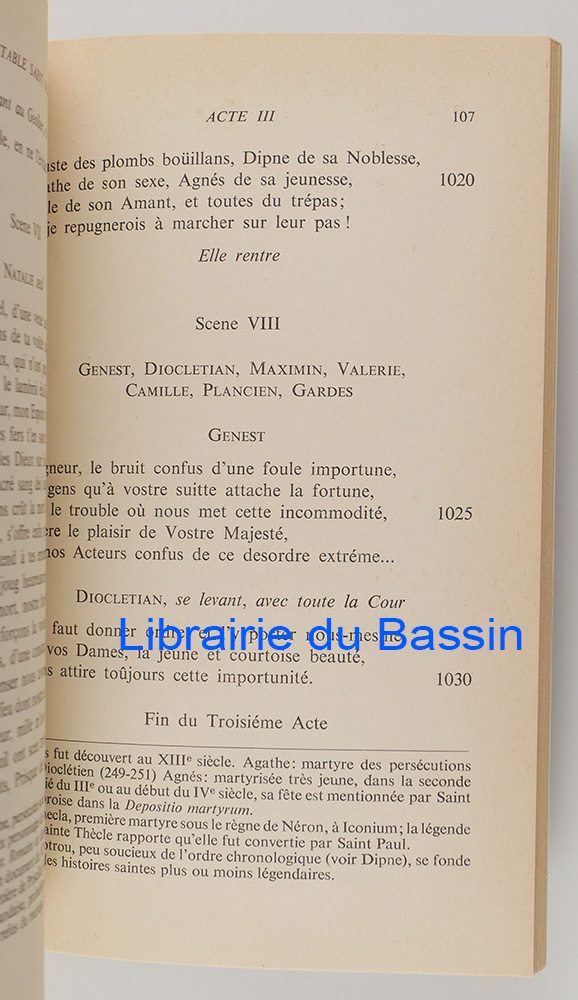 TABLE SAINT
ACTE III 107
uste des plombs boüillans, Dipne de sa Noblesse,
athe de son sexe, Agnés de sa jeunesse, 1020
le de son Amant, et toutes du trépas;
je repugnerois à marcher sur leur pas !
Elle rentre
Scene VIII
GENEST, DIOCLETIAN, MAXIMIN, VALERIE,
CAMILLE, PLANCIEN, GARDES
GENEST
gneur, le bruit confus d'une foule importune,
gens qu'à vostre suitte attache la fortune,
le trouble où nous met cette incommodité, 1025
ere le plaisir de Vostre Majesté,
nos Acteurs confus de ce desordre extréme...
DIOCLETIAN, se levant, avec toute la Cour
faut donner ordre, et
vos Dames, la jeune et courtoise beauté,
s attire toûjours cette importunité. 1030
Fin du Troisiéme Acte
s fut découvert au XIIIe siècle. Agathe: martyre des persécutions
Dioclétien (249-251) Agnés: martyrisée très jeune, dans la seconde
ié du IIIe ou au début du IVe siècle, sa fête est mentionnée par Saint
broise dans la Depositio martyrum.
hecla, première martyre sous le règne de Néron, à Iconium; la légende
ainte Thècle rapporte qu'elle fut convertie par Saint Paul.
otrou, peu soucieux de l'ordre chronologique (voir Dipne), se fonde
les histoires saintes plus ou moins légendaires.
Librairie du Bassin